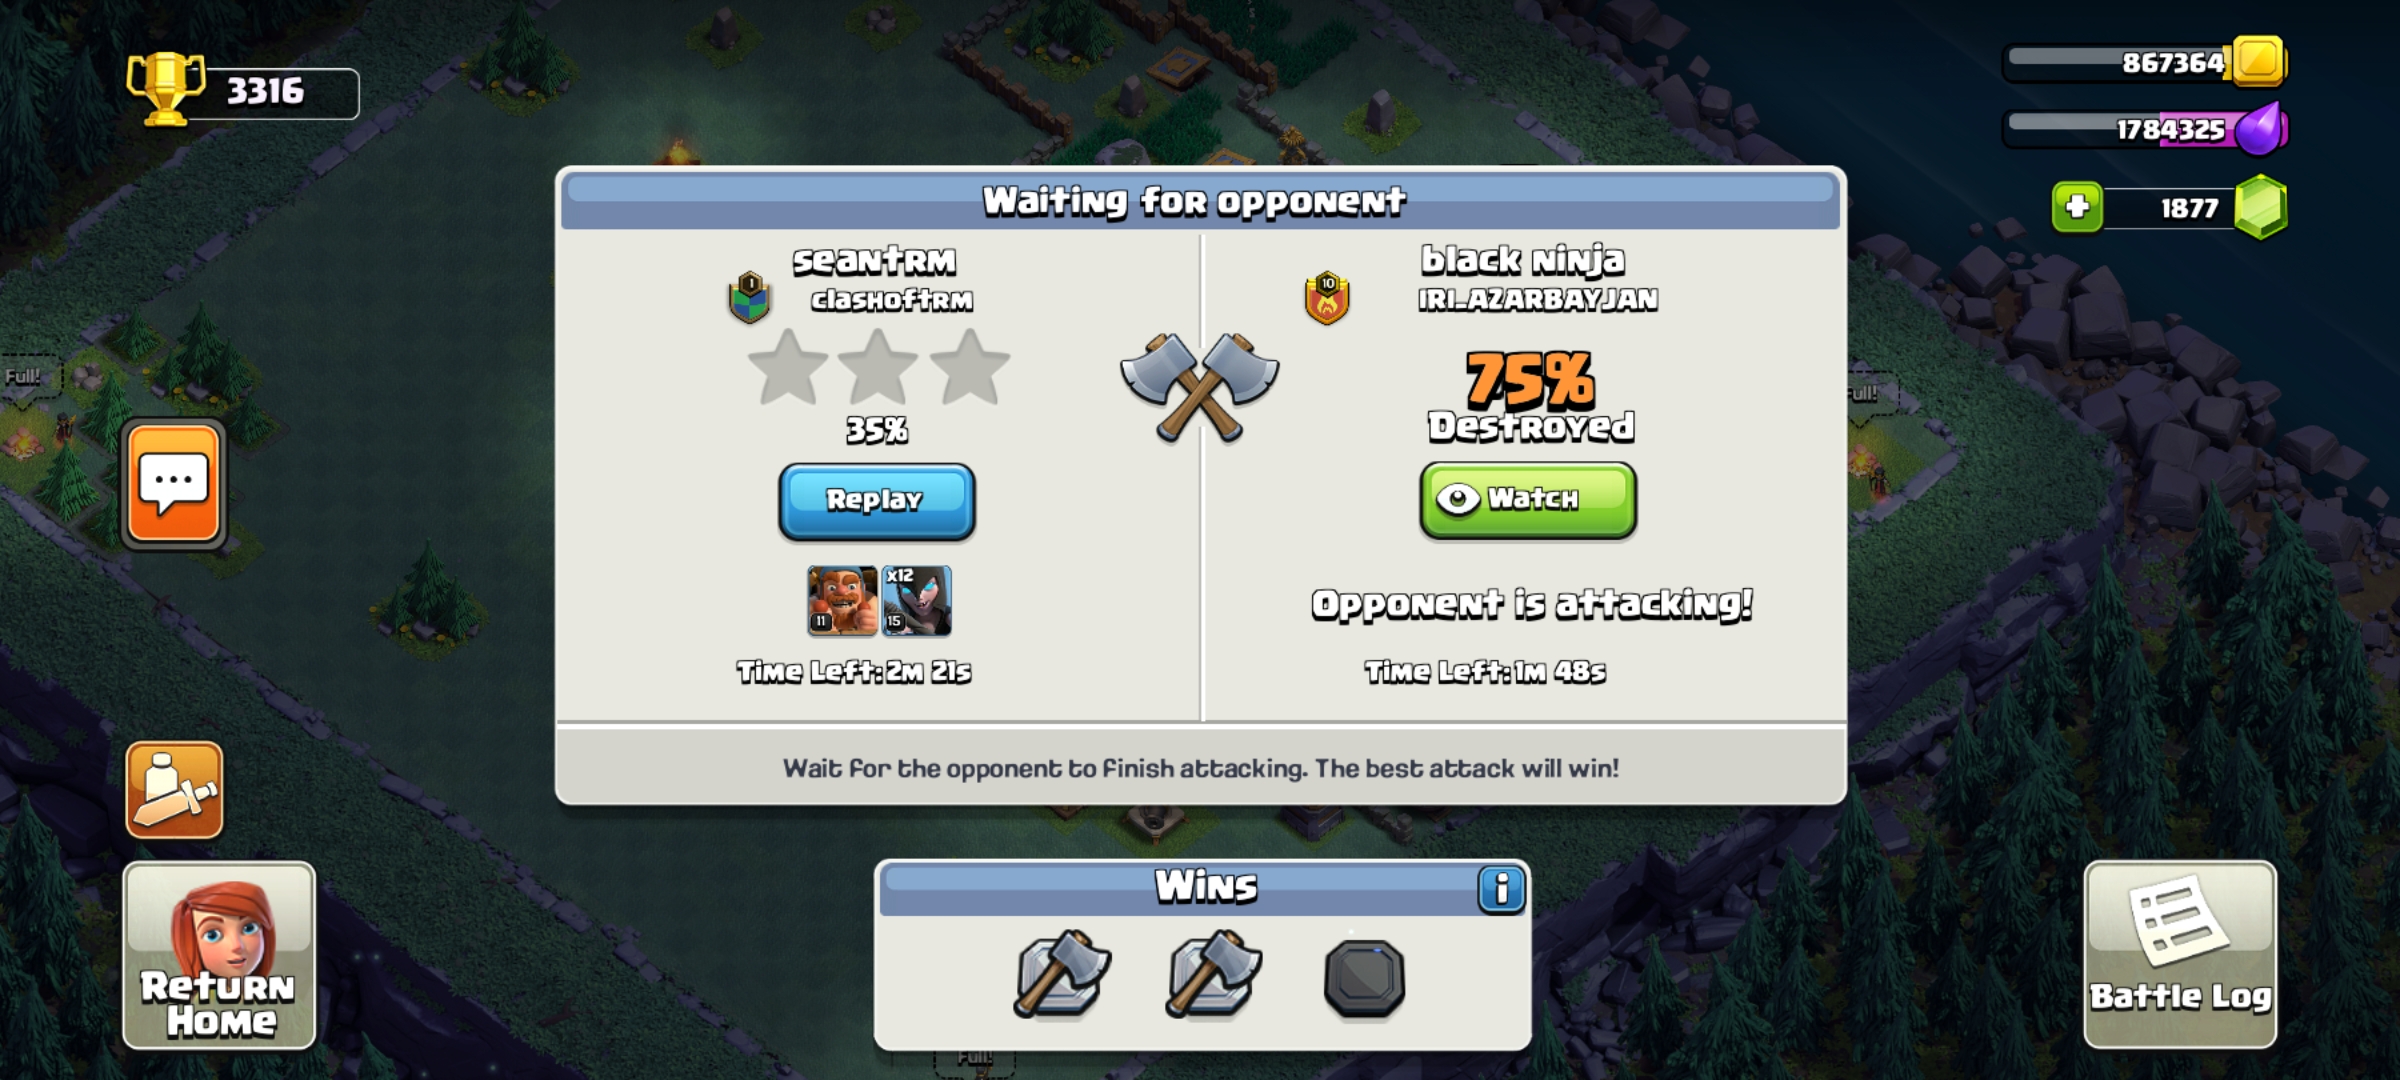 3316
867364
1784325
1877
Waiting for opponent
seantrm
clashoftrm
1
35%
Replay
x12
11
15
Time Left: 2m 21s
black ninja
IRI_AZARBAYJAN
10
75%
Destroyed
Watch
Opponent is attacking!
Time Left: 1m 48s
Wait for the opponent to finish attacking. The best attack will win!
Full!
Full!
Wins
i
Return
Home
Battle Log
Full!